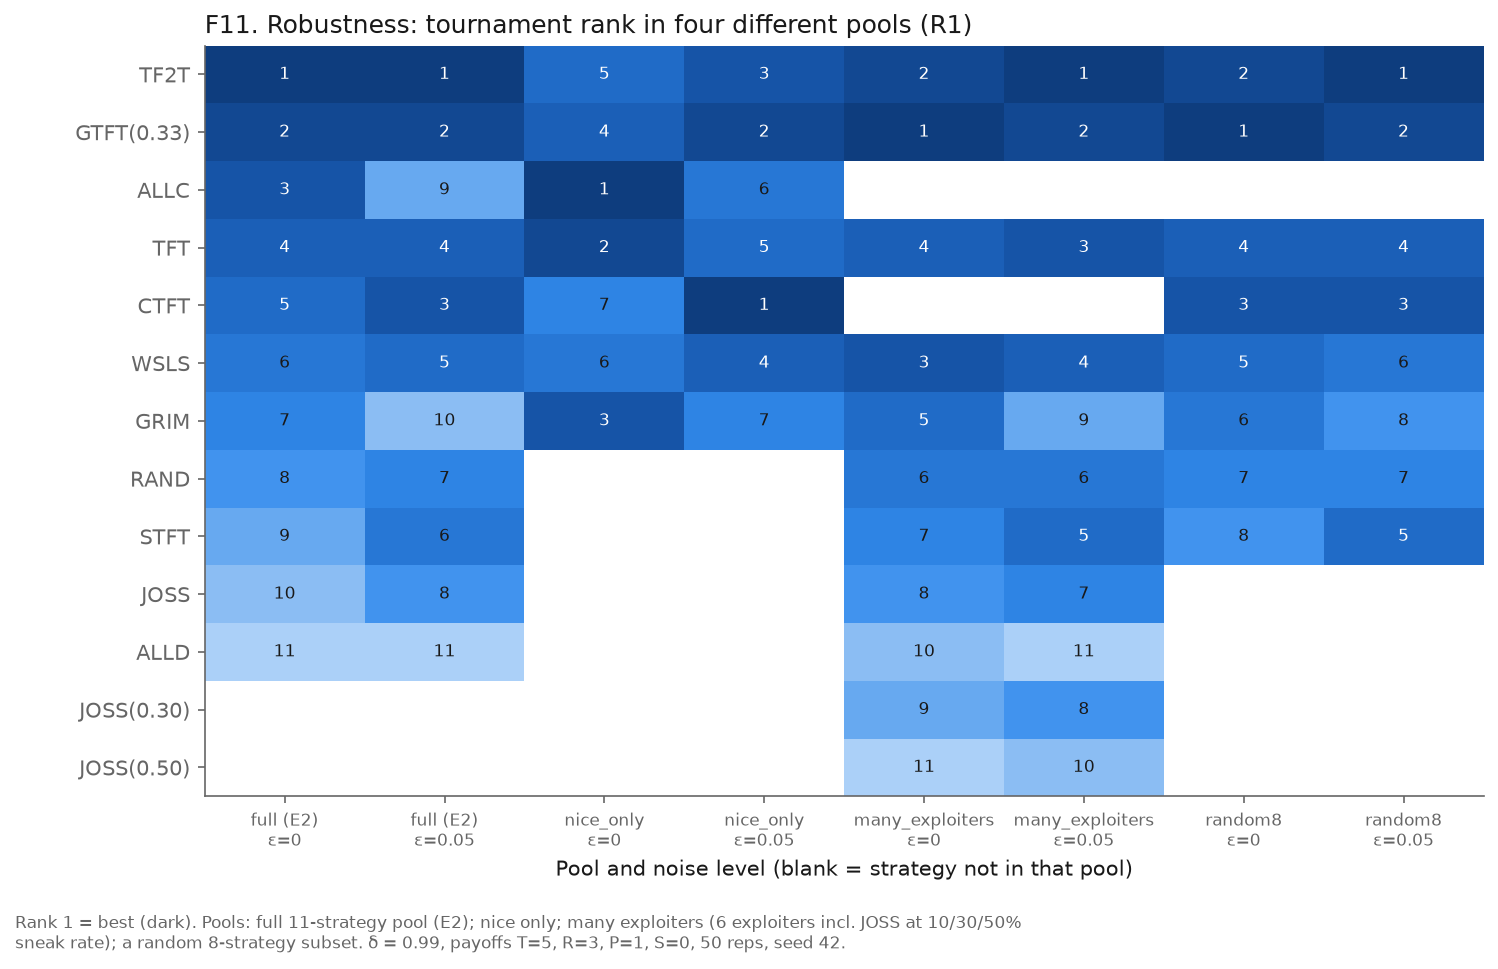 F11. Robustness: tournament rank in four different pools (R1)
TF2T 1 1 5 3 2 1 2 1
GTFT(0.33) 2 2 4 2 1 2 1 2
ALLC 3 9 1 6
TFT 4 4 2 5 4 3 4 4
CTFT 5 3 7 1 3 3
WSLS 6 5 6 4 3 4 5 6
GRIM 7 10 3 7 5 9 6 8
RAND 8 7 6 6 7 7
STFT 9 6 7 5 8 5
JOSS 10 8 8 7
ALLD 11 11 10 11
JOSS(0.30) 9 8
JOSS(0.50) 11 10
full (E2) full (E2) nice_only nice_only many_exploiters many_exploiters random8 random8
ε=0 ε=0.05 ε=0 ε=0.05 ε=0 ε=0.05 ε=0 ε=0.05
Pool and noise level (blank = strategy not in that pool)
Rank 1 = best (dark). Pools: full 11-strategy pool (E2); nice only; many exploiters (6 exploiters incl. JOSS at 10/30/50%
sneak rate); a random 8-strategy subset. δ = 0.99, payoffs T=5, R=3, P=1, S=0, 50 reps, seed 42.